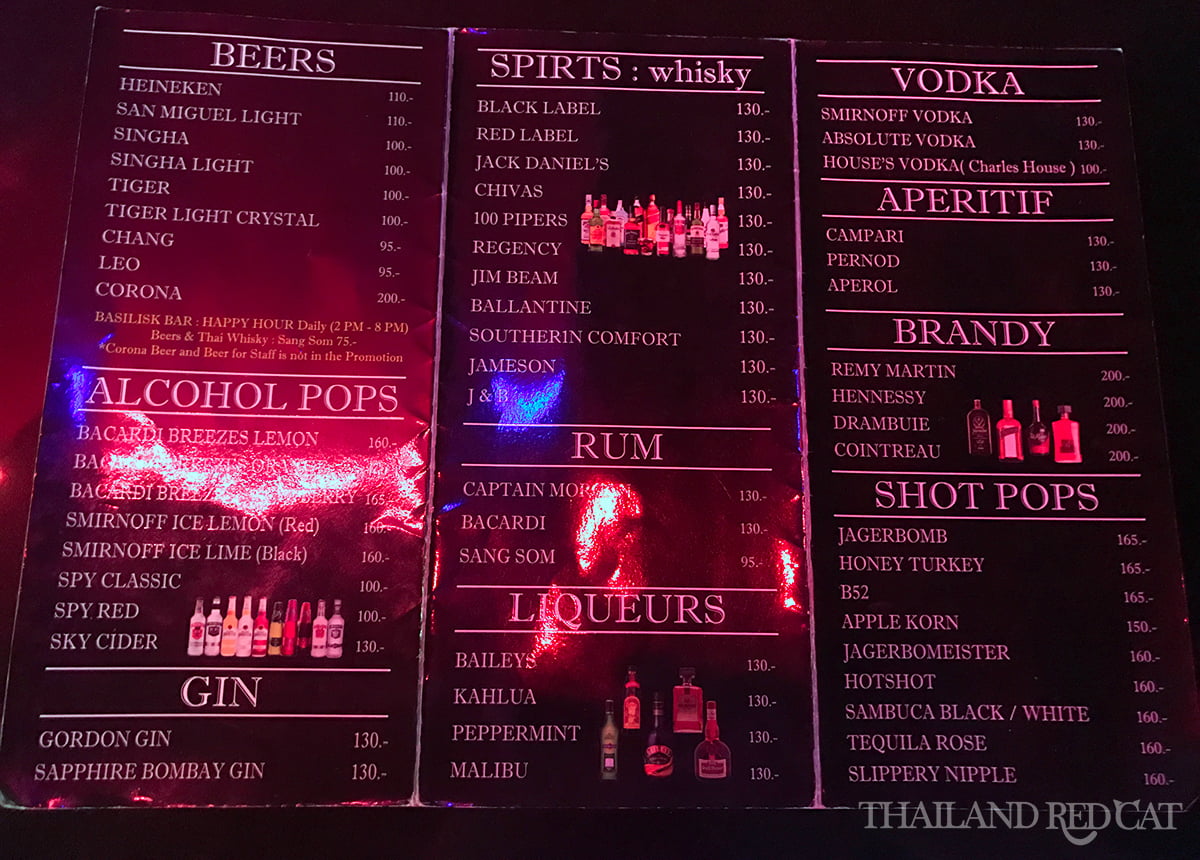 BEERS
HEINEKEN 110.-
SAN MIGUEL LIGHT 110.-
SINGHA 100.-
SINGHA LIGHT 100.-
TIGER 100.-
TIGER LIGHT CRYSTAL 100.-
CHANG 95.-
LEO 95.-
CORONA 200.-
BASILISK BAR : HAPPY HOUR Daily (2 PM - 8 PM)
Beers & Thai Whisky : Sang Som 75.-
*Corona Beer and Beer for Staff is not in the Promotion
ALCOHOL POPS
BACARDI BREEZES LEMON 160.-
BACARDI BREEZES
BACARDI BREEZES 165.-
SMIRNOFF ICE LEMON (Red) 160.-
SMIRNOFF ICE LIME (Black) 160.-
SPY CLASSIC 100.-
SPY RED 100.-
SKY CIDER 130.-
GIN
GORDON GIN 130.-
SAPPHIRE BOMBAY GIN 130.-
SPIRTS : whisky
BLACK LABEL 130.-
RED LABEL 130.-
JACK DANIEL'S 130.-
CHIVAS 130.-
100 PIPERS 130.-
REGENCY 130.-
JIM BEAM 130.-
BALLANTINE 130.-
SOUTHER1N COMFORT 130.-
JAMESON 130.-
J & B 130.-
RUM
CAPTAIN MORGAN 130.-
BACARDI 130.-
SANG SOM 95.-
LIQUEURS
BAILEYS 130.-
KAHLUA 130.-
PEPPERMINT 130.-
MALIBU 130.-
VODKA
SMIRNOFF VODKA 130.-
ABSOLUTE VODKA 130.-
HOUSE'S VODKA( Charles House ) 100.-
APERITIF
CAMPARI 130.-
PERNOD 130.-
APEROL 130.-
BRANDY
REMY MARTIN 200.-
HENNESSY 200.-
DRAMBUIE 200.-
COINTREAU 200.-
SHOT POPS
JAGERBOMB 165.-
HONEY TURKEY 165.-
B52 165.-
APPLE KORN 150.-
JAGERBOMEISTER 160.-
HOTSHOT 160.-
SAMBUCA BLACK / WHITE 160.-
TEQUILA ROSE 160.-
SLIPPERY NIPPLE 160.-
THAILAND REDCAT